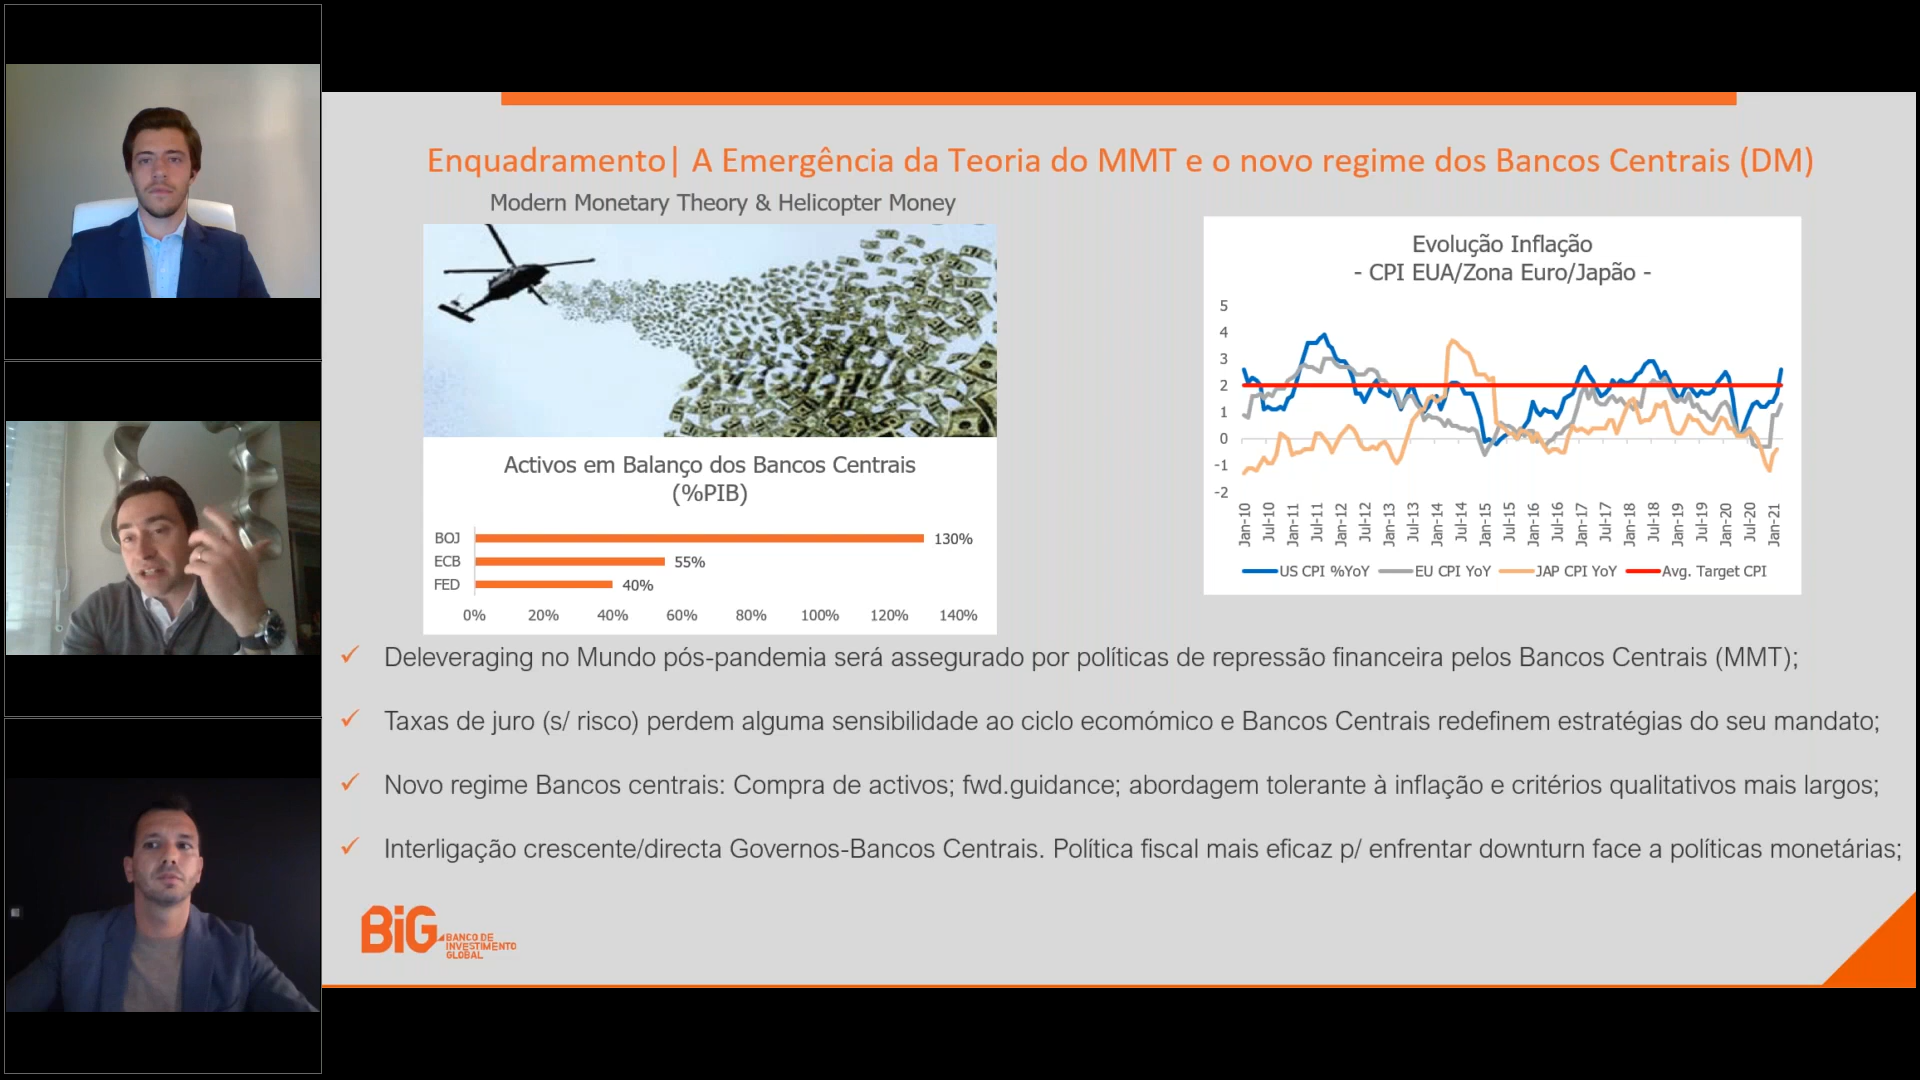 Enquadramento| A Emergência da Teoria do MMT e o novo regime dos Bancos Centrais (DM)
Modern Monetary Theory & Helicopter Money
Activos em Balanço dos Bancos Centrais
(%PIB)
BOJ 130%
ECB 55%
FED 40%
0% 20% 40% 60% 80% 100% 120% 140%
Evolução Inflação
- CPI EUA/Zona Euro/Japão -
5
4
3
2
1
0
-1
-2
Jan-10 Jul-10 Jan-11 Jul-11 Jan-12 Jul-12 Jan-13 Jul-13 Jan-14 Jul-14 Jan-15 Jul-15 Jan-16 Jul-16 Jan-17 Jul-17 Jan-18 Jul-18 Jan-19 Jul-19 Jan-20 Jul-20 Jan-21
US CPI %YoY EU CPI YoY JAP CPI YoY Avg. Target CPI
Deleveraging no Mundo pós-pandemia será assegurado por políticas de repressão financeira pelos Bancos Centrais (MMT);
Taxas de juro (s/ risco) perdem alguma sensibilidade ao ciclo ecomómico e Bancos Centrais redefinem estratégias do seu mandato;
Novo regime Bancos centrais: Compra de activos; fwd.guidance; abordagem tolerante à inflação e critérios qualitativos mais largos;
Interligação crescente/directa Governos-Bancos Centrais. Política fiscal mais eficaz p/ enfrentar downturn face a políticas monetárias;
BiG
BANCO DE
INVESTIMENTO
GLOBAL